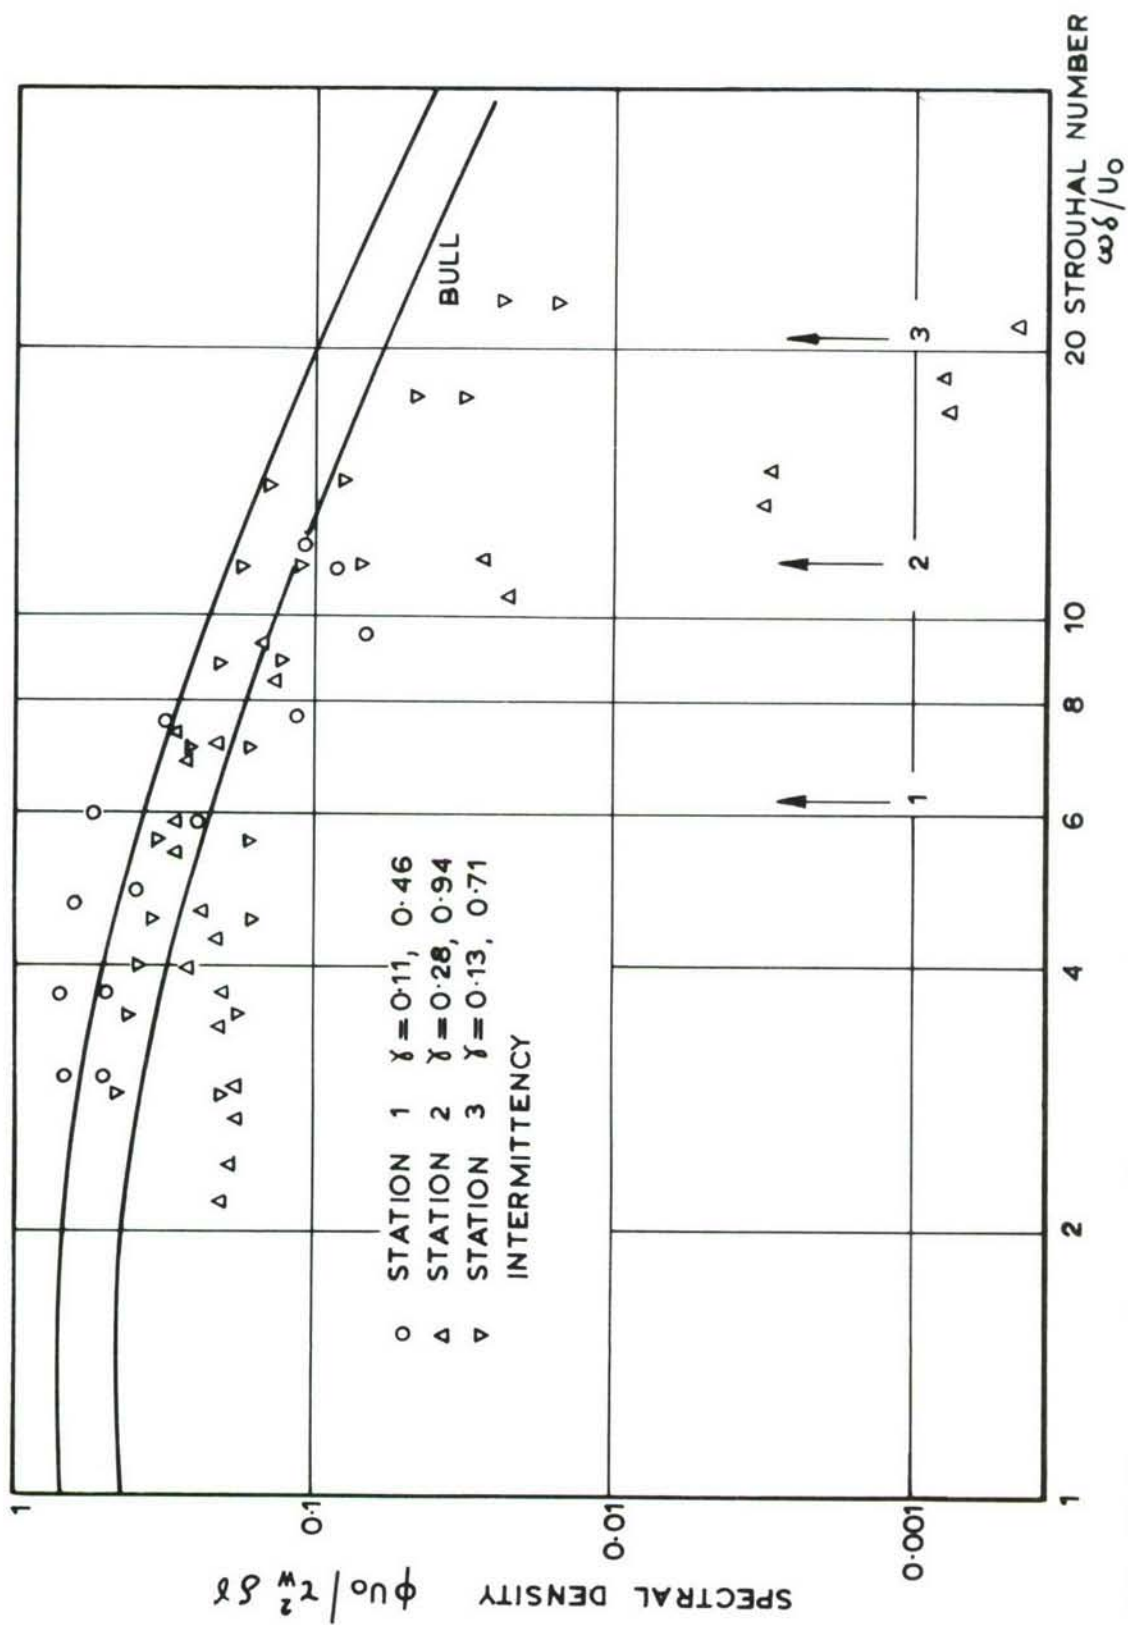 SPECTRAL DENSITY
ϕU₀/τ²w δ γ
1
0·1
0·01
0·001
BULL
○ STATION 1 γ=0·11, 0·46
△ STATION 2 γ=0·28, 0·94
▽ STATION 3 γ=0·13, 0·71
INTERMITTENCY
1
2
3
1
2
4
6
8
10
20
STROUHAL NUMBER
ωδ/U₀